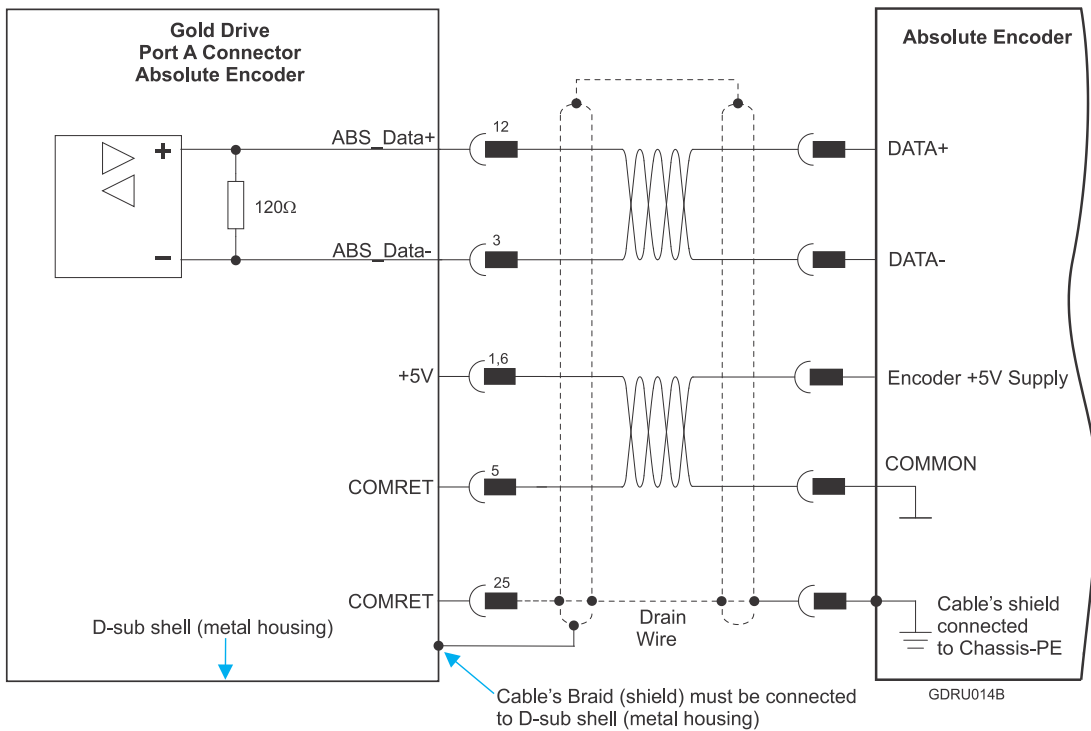 Gold Drive
Port A Connector
Absolute Encoder
Absolute Encoder
+
-
120Ω
ABS_Data+
12
DATA+
ABS_Data-
3
DATA-
+5V
1,6
Encoder +5V Supply
COMRET
5
COMMON
COMRET
25
Drain
Wire
Cable's shield
connected
to Chassis-PE
D-sub shell (metal housing)
Cable's Braid (shield) must be connected
to D-sub shell (metal housing)
GDRU014B